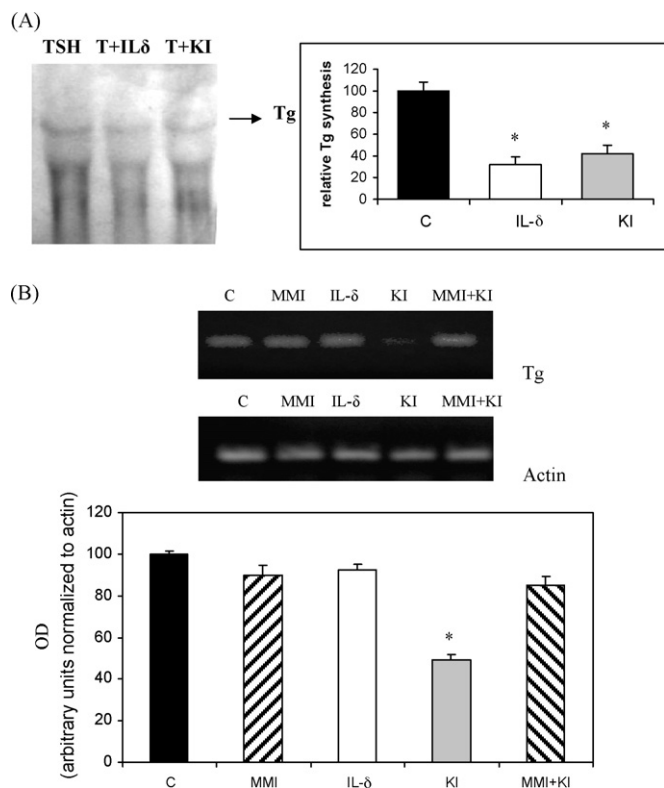 (A)
TSH T+ILδ T+KI
Tg
relative Tg synthesis
120
100
80
60
40
20
0
*
*
C IL-δ KI
(B)
C MMI IL-δ KI MMI+KI
Tg
C MMI IL-δ KI MMI+KI
Actin
OD
(arbitrary units normalized to actin)
120
100
80
60
40
20
0
*
C MMI IL-δ KI MMI+KI